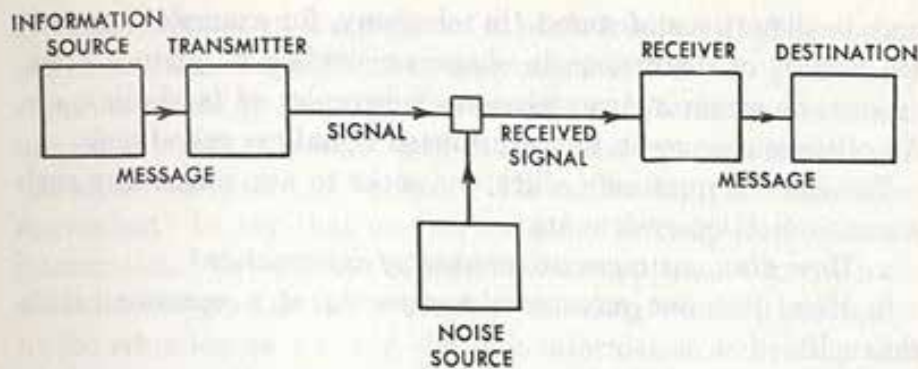 INFORMATION
SOURCE
TRANSMITTER
RECEIVER
DESTINATION
SIGNAL
RECEIVED
SIGNAL
MESSAGE
MESSAGE
NOISE
SOURCE